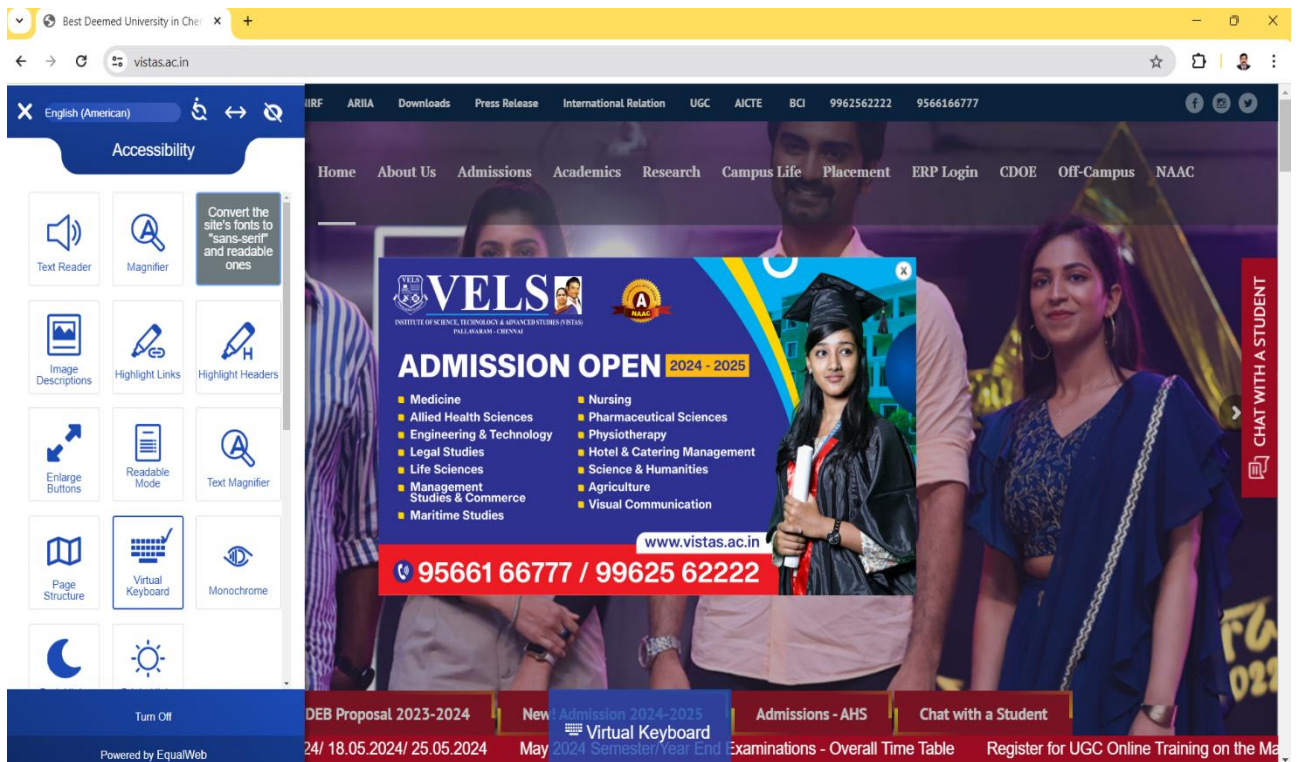 Best Deemed University in Cher
vistas.ac.in
English (American)
Accessibility
Text Reader
Magnifier
Convert the
site's fonts to
"sans-serif"
and readable
ones
Image
Descriptions
Highlight Links
Highlight Headers
Enlarge
Buttons
Readable
Mode
Text Magnifier
Page
Structure
Virtual
Keyboard
Monochrome
Turn Off
Powered by EqualWeb
NIRF ARIIA Downloads Press Release International Relation UGC AICTE BCI 9962562222 9566166777
Home About Us Admissions Academics Research Campus Life Placement ERP Login CDOE Off-Campus NAAC
VELS
VELS
INSTITUTE OF SCIENCE, TECHNOLOGY & ADVANCED STUDIES (VISTAS)
PALLAVARAM - CHENNAI
A
NAAC
X
ADMISSION OPEN 2024 - 2025
Medicine
Allied Health Sciences
Engineering & Technology
Legal Studies
Life Sciences
Management
Studies & Commerce
Maritime Studies
Nursing
Pharmaceutical Sciences
Physiotherapy
Hotel & Catering Management
Science & Humanities
Agriculture
Visual Communication
www.vistas.ac.in
95661 66777 / 99625 62222
CHAT WITH A STUDENT
2022
DEB Proposal 2023-2024
New! Admission 2024-2025
Admissions - AHS
Chat with a Student
Virtual Keyboard
24/ 18.05.2024/ 25.05.2024 May 2024 Semester/Year End Examinations - Overall Time Table Register for UGC Online Training on the Ma